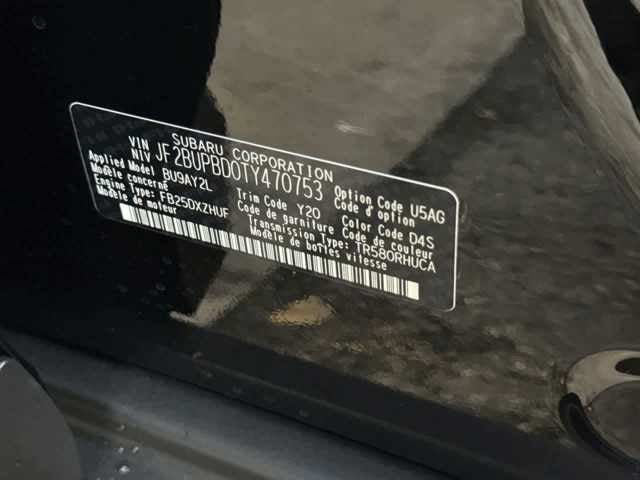 SUBARU CORPORATION
VIN
NIV JF2BUPBD0TY470753
Applied Model BU9AY2L Option Code U5AG
Modèle concerné Code d'option
Engine Type: FB25DXZHUF Trim Code Y20 Color Code D4S
Modèle de moteur Code de garniture Code de couleur
Transmission Type: TR580RHUCA
Modèle de boîtes vitesse